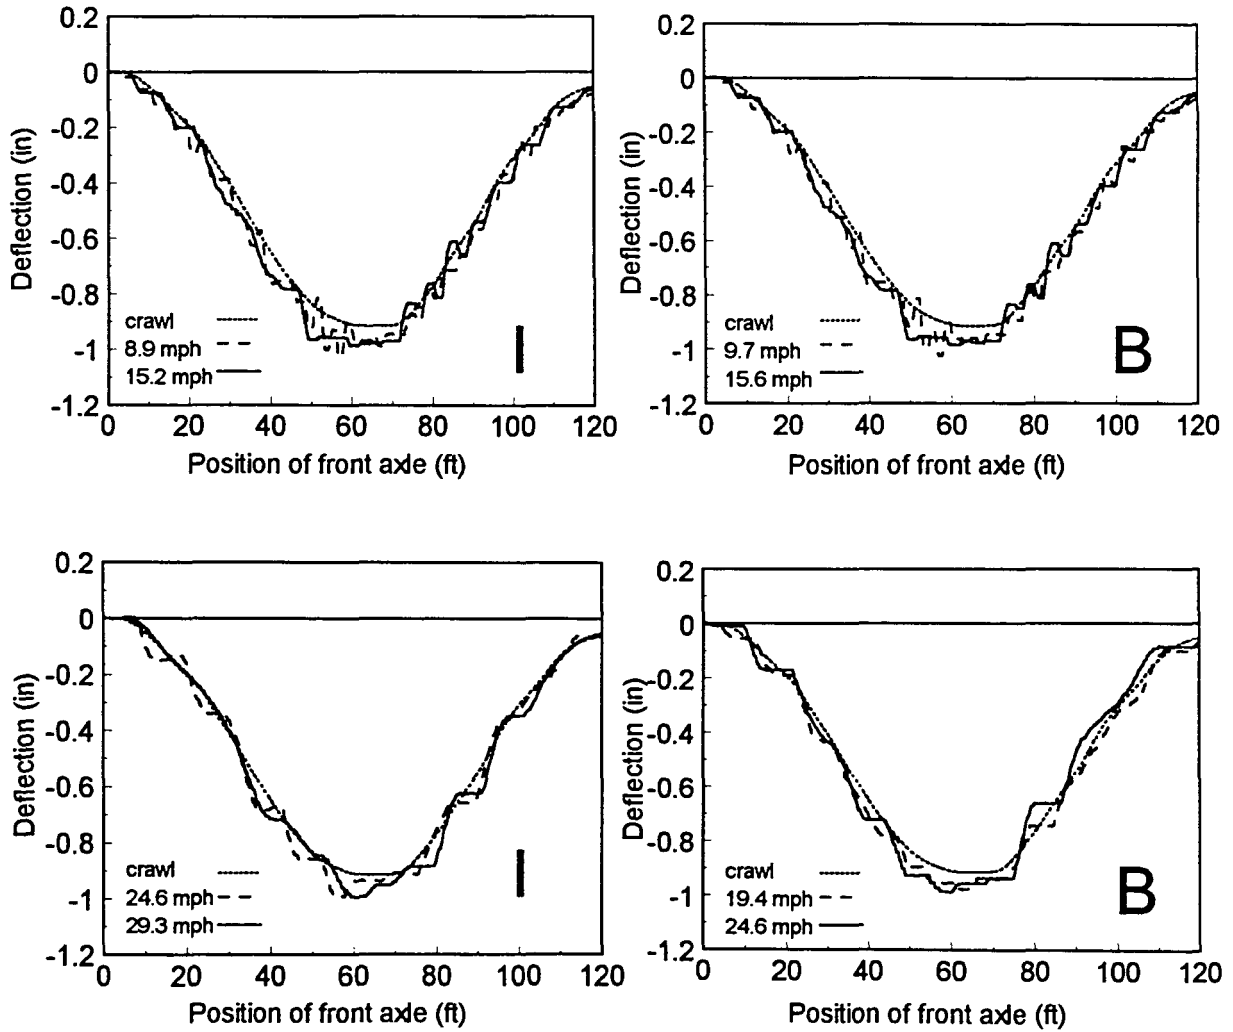 0.2
0
-0.2
-0.4
-0.6
-0.8
-1
-1.2
Deflection (in)
crawl
8.9 mph
15.2 mph
I
0 20 40 60 80 100 120
Position of front axle (ft)
0.2
0
-0.2
-0.4
-0.6
-0.8
-1
-1.2
Deflection (in)
crawl
9.7 mph
15.6 mph
B
0 20 40 60 80 100 120
Position of front axle (ft)
0.2
0
-0.2
-0.4
-0.6
-0.8
-1
-1.2
Deflection (in)
crawl
24.6 mph
29.3 mph
I
0 20 40 60 80 100 120
Position of front axle (ft)
0.2
0
-0.2
-0.4
-0.6
-0.8
-1
-1.2
Deflection (in)
crawl
19.4 mph
24.6 mph
B
0 20 40 60 80 100 120
Position of front axle (ft)